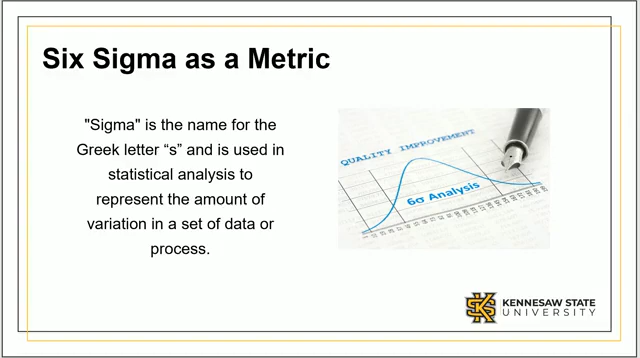 Six Sigma as a Metric
"Sigma" is the name for the
Greek letter “s” and is used in
statistical analysis to
represent the amount of
variation in a set of data or
process.
QUALITY IMPROVEMENT
6σ Analysis
KENNESAW STATE
UNIVERSITY